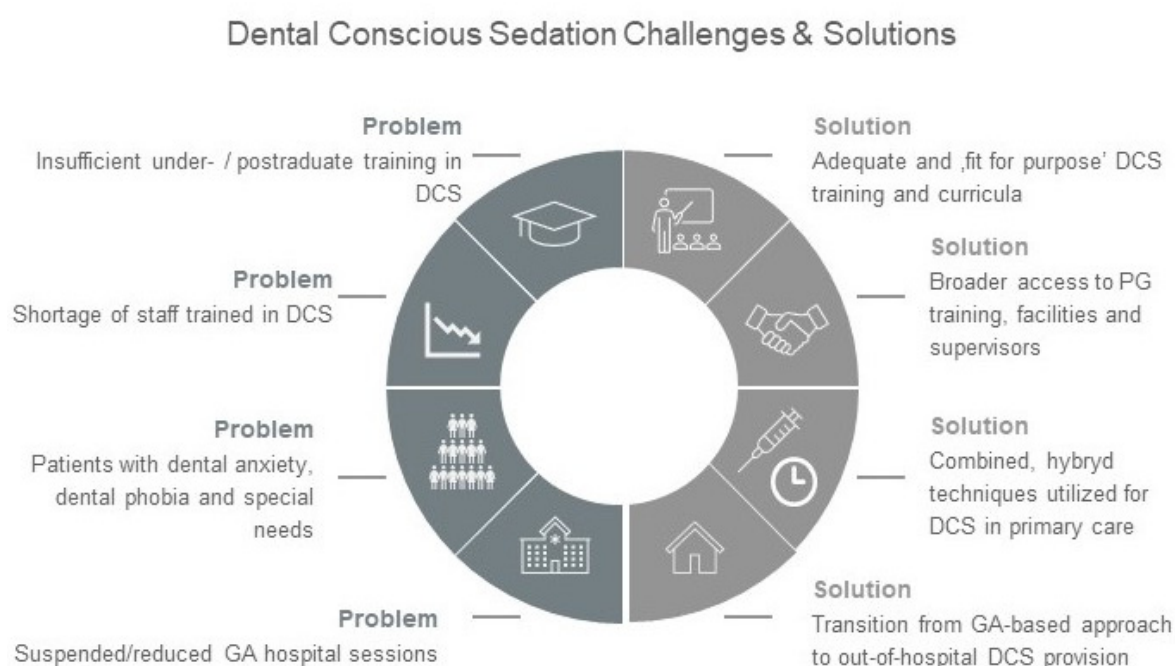 Dental Conscious Sedation Challenges & Solutions
Problem
Insufficient under- / postraduate training in
DCS
Problem
Shortage of staff trained in DCS
Problem
Patients with dental anxiety,
dental phobia and special
needs
Problem
Suspended/reduced GA hospital sessions
Solution
Adequate and ‚fit for purpose’ DCS
training and curricula
Solution
Broader access to PG
training, facilities and
supervisors
Solution
Combined, hybryd
techniques utilized for
DCS in primary care
Solution
Transition from GA-based approach
to out-of-hospital DCS provision